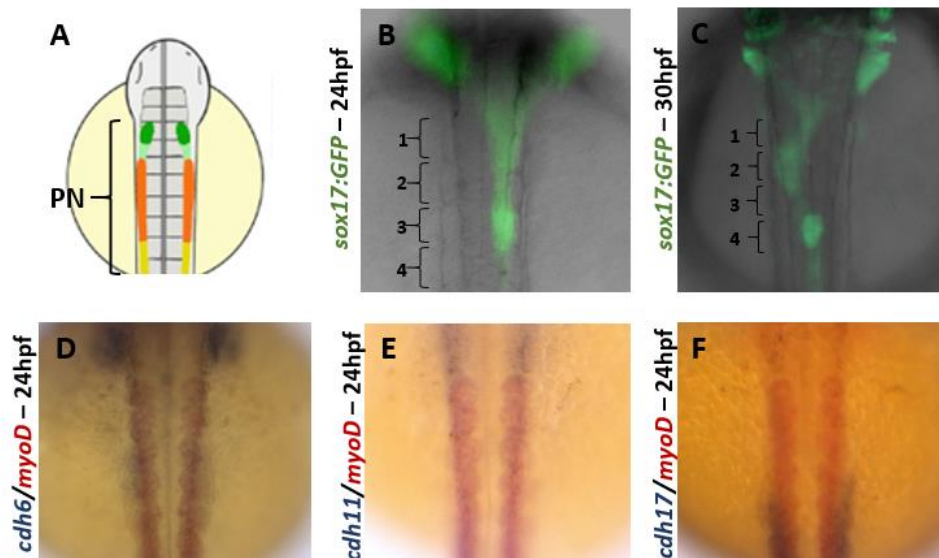 A
PN
B
sox17:GFP – 24hpf
1
2
3
4
C
sox17:GFP – 30hpf
1
2
3
4
D
cdh6/myoD – 24hpf
E
cdh11/myoD – 24hpf
F
cdh17/myoD – 24hpf